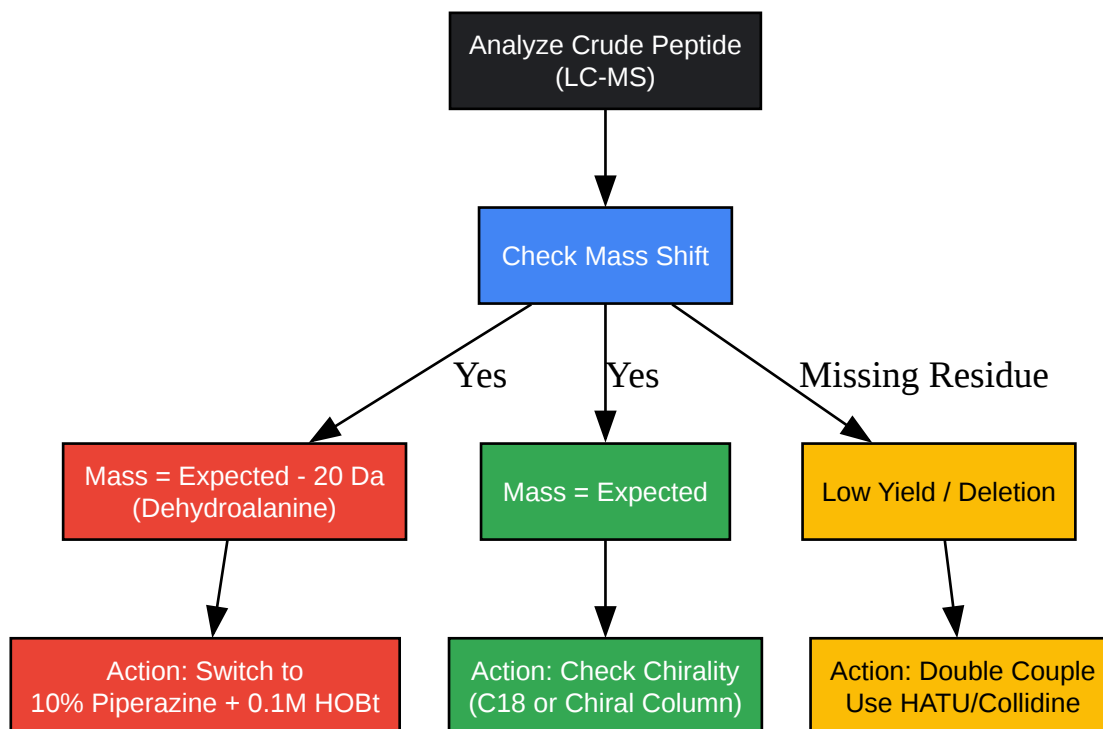 Analyze Crude Peptide
(LC-MS)
Check Mass Shift
Yes
Yes
Missing Residue
Mass = Expected - 20 Da
(Dehydroalanine)
Mass = Expected
Low Yield / Deletion
Action: Switch to
10% Piperazine + 0.1M HOBt
Action: Check Chirality
(C18 or Chiral Column)
Action: Double Couple
Use HATU/Collidine